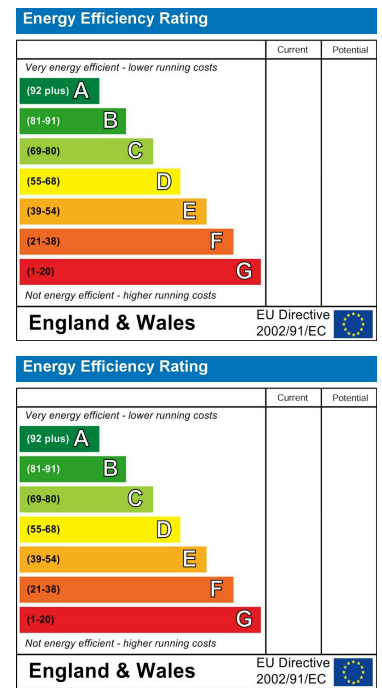 Energy Efficiency Rating
Current Potential
Very energy efficient - lower running costs
(92 plus) A
(81-91) B
(69-80) C
(55-68) D
(39-54) E
(21-38) F
(1-20) G
Not energy efficient - higher running costs
England & Wales
EU Directive
2002/91/EC
Energy Efficiency Rating
Current Potential
Very energy efficient - lower running costs
(92 plus) A
(81-91) B
(69-80) C
(55-68) D
(39-54) E
(21-38) F
(1-20) G
Not energy efficient - higher running costs
England & Wales
EU Directive
2002/91/EC